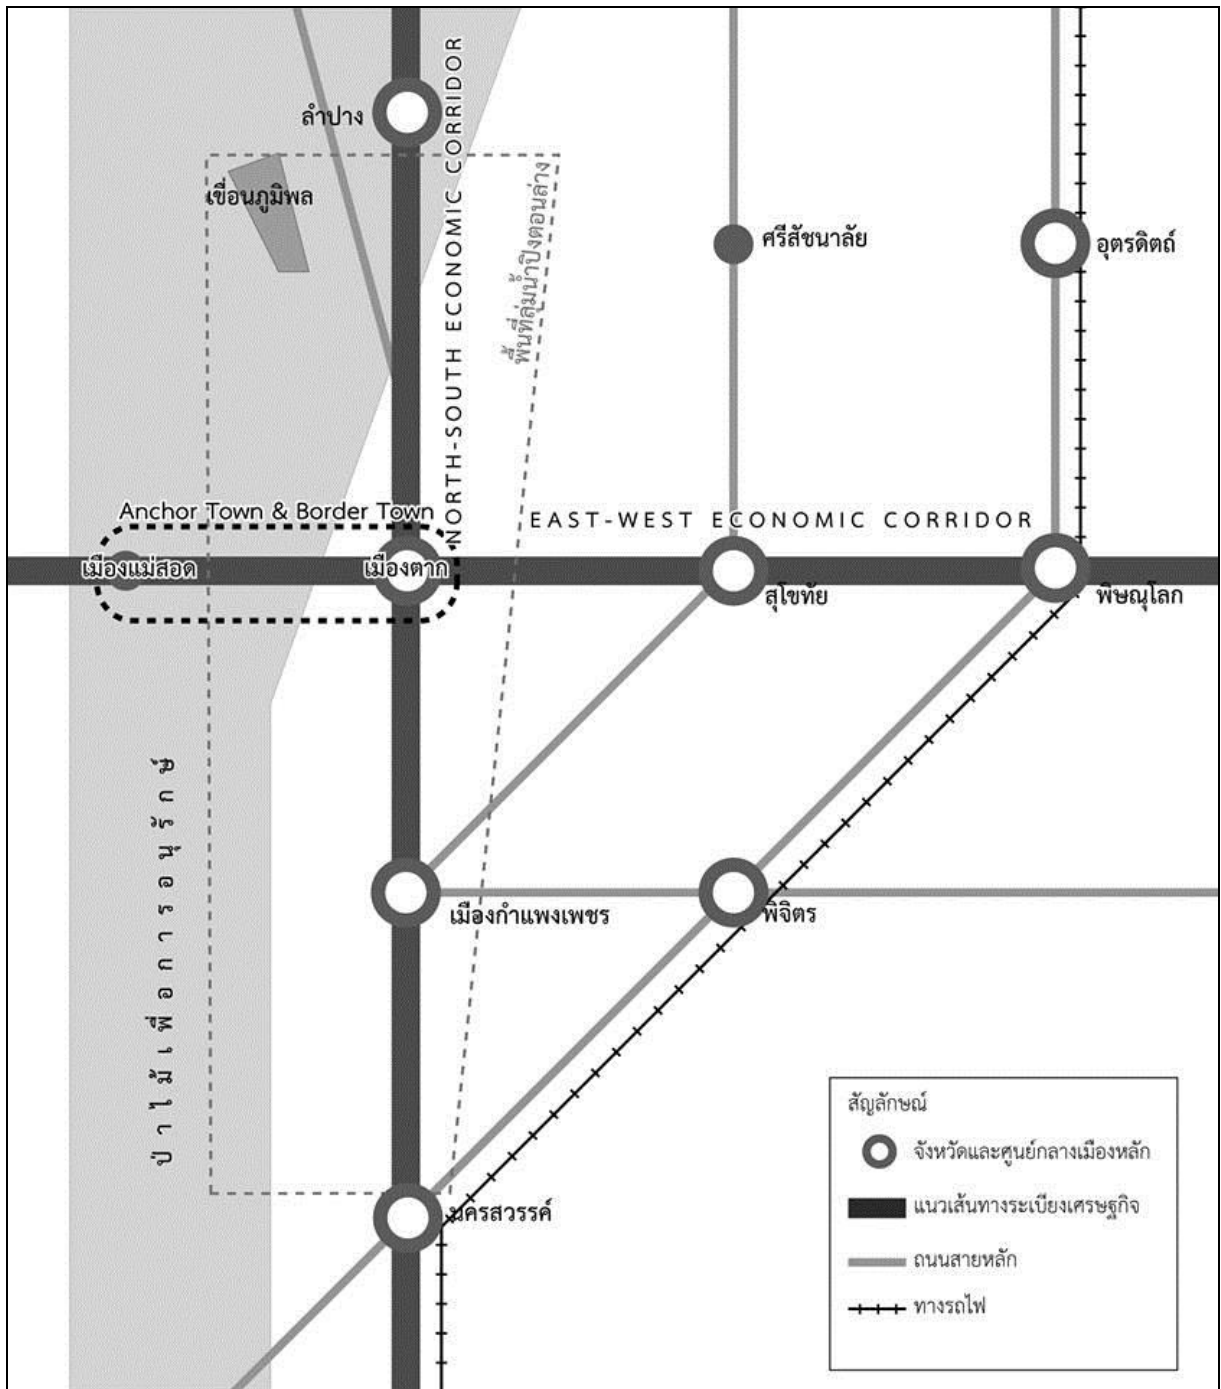 ลำปาง
NORTH-SOUTH ECONOMIC CORRIDOR
เขื่อนภูมิพล
พื้นที่ลุ่มน้ำปิงตอนล่าง
ศรีสัชนาลัย
อุตรดิตถ์
Anchor Town & Border Town
EAST-WEST ECONOMIC CORRIDOR
เมืองแม่สอด
เมืองตาก
สุโขทัย
พิษณุโลก
ป่าไม้เพื่อการอนุรักษ์
เมืองกำแพงเพชร
พิจิตร
นครสวรรค์
สัญลักษณ์
จังหวัดและศูนย์กลางเมืองหลัก
แนวเส้นทางระเบียงเศรษฐกิจ
ถนนสายหลัก
ทางรถไฟ